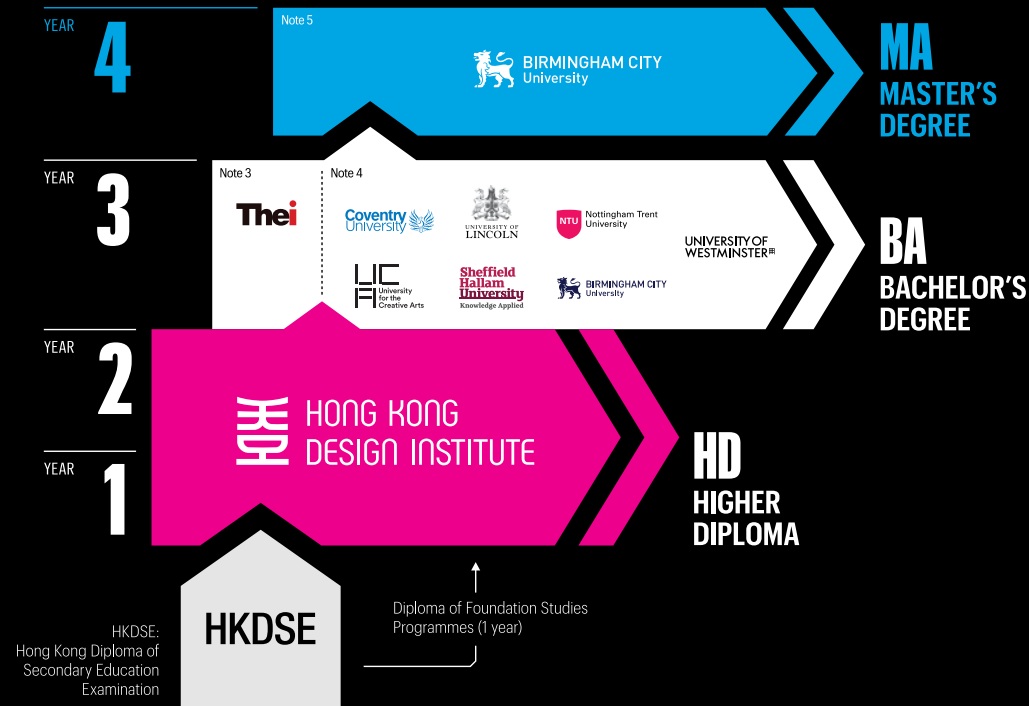 YEAR
4
Note 5
BIRMINGHAM CITY
University
MA
MASTER'S
DEGREE
YEAR
3
Note 3
Thei
Note 4
Coventry
University
UNIVERSITY OF
LINCOLN
NTU
Nottingham Trent
University
UNIVERSITY OF
WESTMINSTER
UCA
University
for the
Creative Arts
Sheffield
Hallam
University
Knowledge Applied
BIRMINGHAM CITY
University
BA
BACHELOR'S
DEGREE
YEAR
2
YEAR
1
HKDI
HONG KONG
DESIGN INSTITUTE
HD
HIGHER
DIPLOMA
HKDSE:
Hong Kong Diploma of
Secondary Education
Examination
HKDSE
Diploma of Foundation Studies
Programmes (1 year)